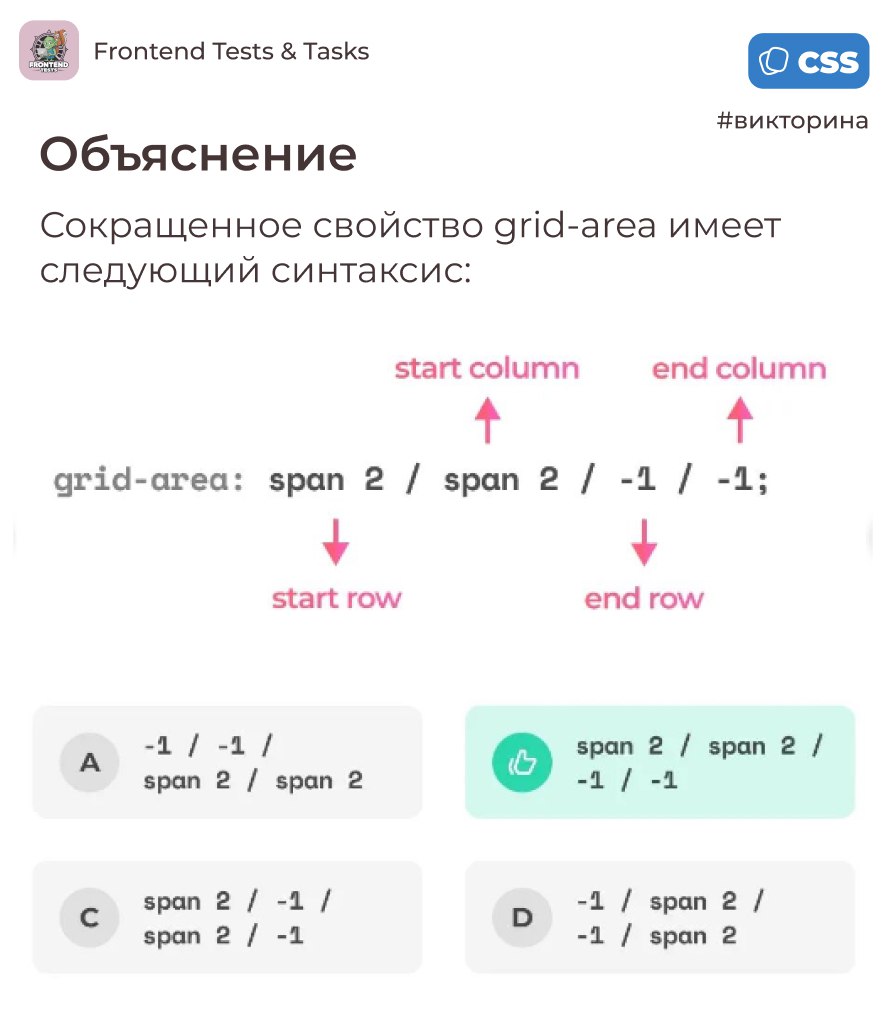 FRONTEND
TESTS
Frontend Tests & Tasks
CSS
#викторина
Объяснение
Сокращенное свойство grid-area имеет
следующий синтаксис:
start column end column
grid-area: span 2 / span 2 / -1 / -1;
start row end row
A
-1 / -1 /
span 2 / span 2
span 2 / span 2 /
-1 / -1
C
span 2 / -1 /
span 2 / -1
D
-1 / span 2 /
-1 / span 2